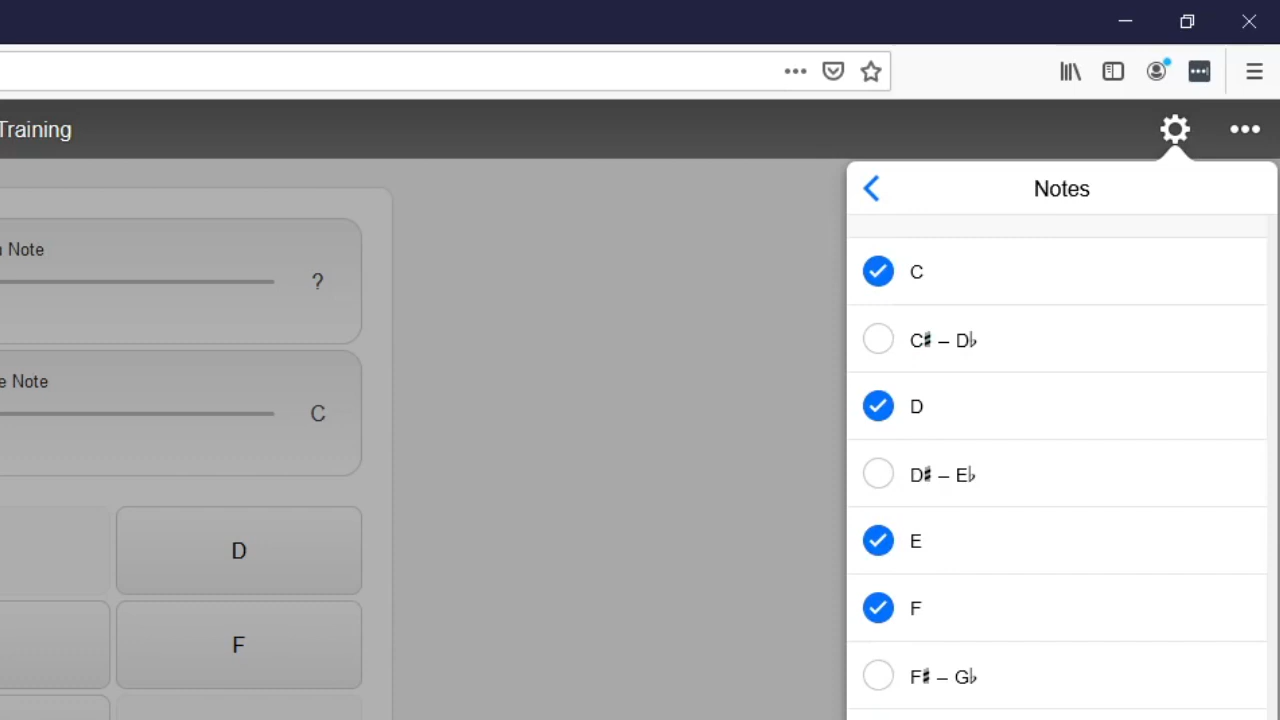 Training
Notes
Note
?
e Note
C
D
F
C
C♯ – D♭
D
D♯ – E♭
E
F
F♯ – G♭